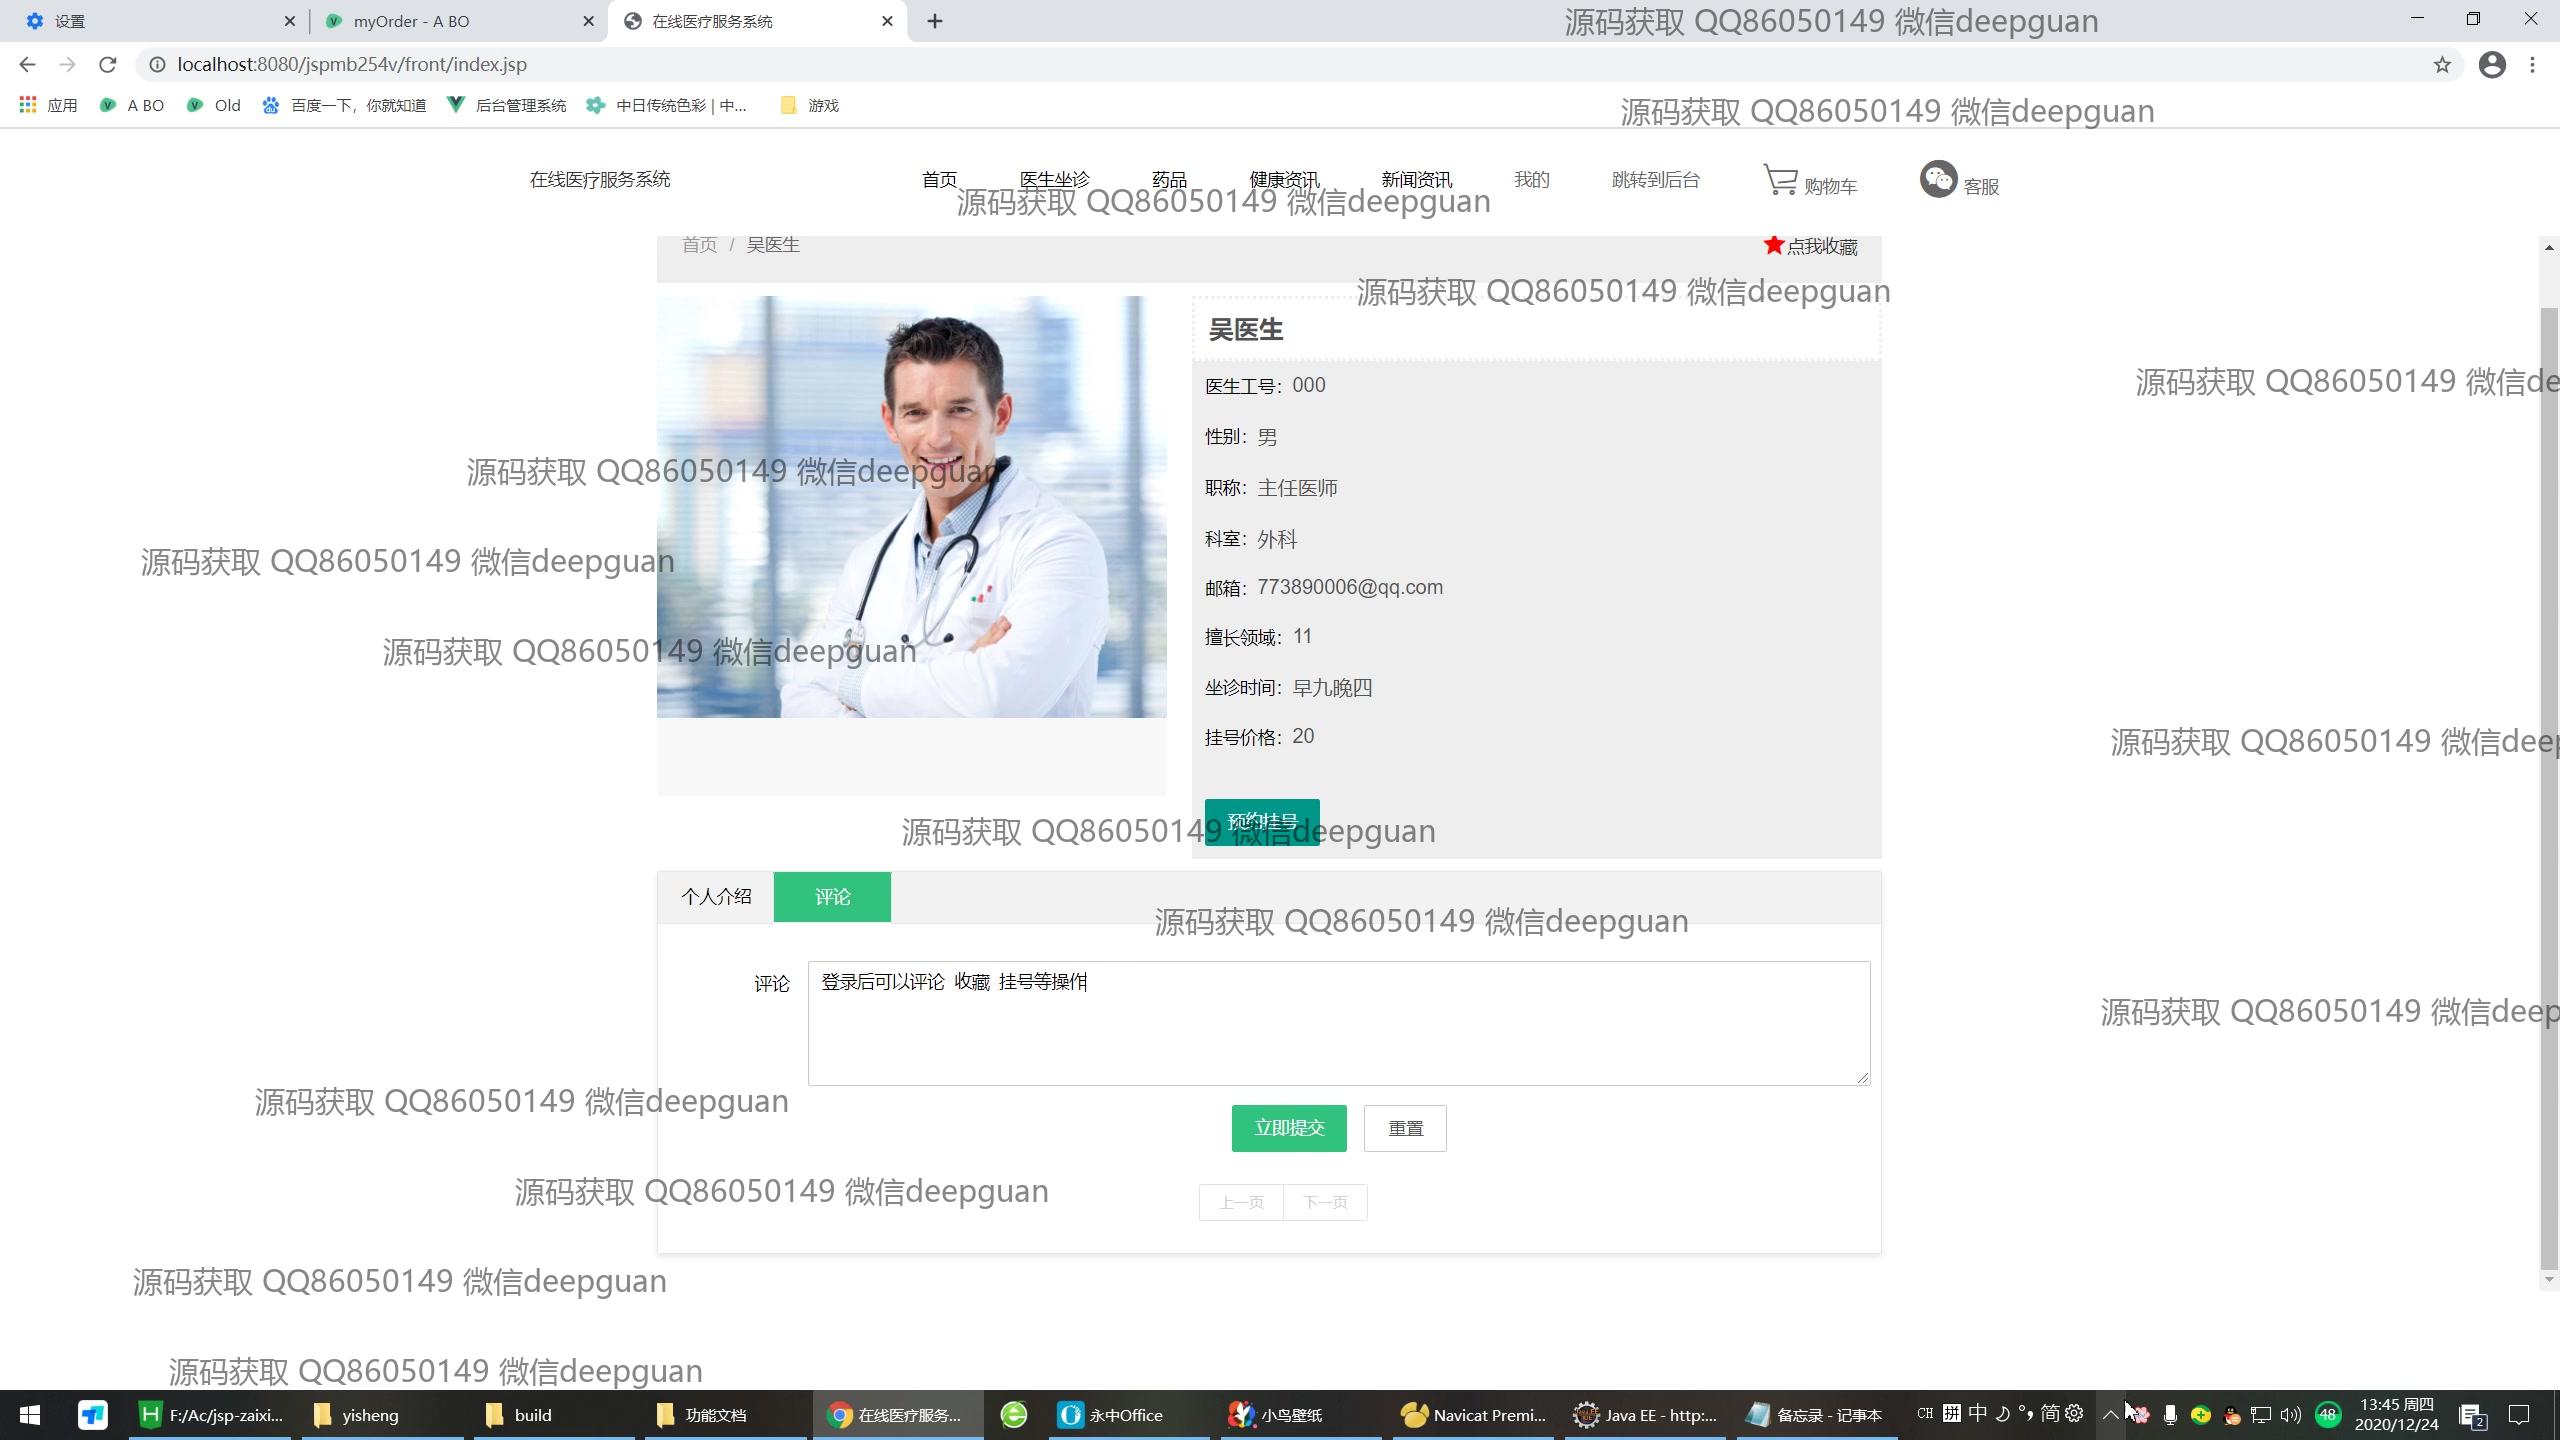 设置
myOrder - A BO
在线医疗服务系统
源码获取 QQ86050149 微信deepguan
localhost:8080/jspmb254v/front/index.jsp
应用
A BO
Old
百度一下，你就知道
后台管理系统
中日传统色彩 | 中...
游戏
源码获取 QQ86050149 微信deepguan
在线医疗服务系统
首页
医生坐诊
药品
健康资讯
新闻资讯
我的
跳转到后台
购物车
客服
源码获取 QQ86050149 微信deepguan
首页 / 吴医生
点我收藏
源码获取 QQ86050149 微信deepguan
吴医生
医生工号：000
源码获取 QQ86050149 微信de
性别：男
源码获取 QQ86050149 微信deepguan
职称：主任医师
科室：外科
源码获取 QQ86050149 微信deepguan
邮箱：773890006@qq.com
擅长领域：11
源码获取 QQ86050149 微信deepguan
坐诊时间：早九晚四
挂号价格：20
源码获取 QQ86050149 微信deep
预约挂号
源码获取 QQ86050149 微信deepguan
个人介绍
评论
源码获取 QQ86050149 微信deepguan
评论
登录后可以评论 收藏 挂号等操作
源码获取 QQ86050149 微信deep
源码获取 QQ86050149 微信deepguan
立即提交
重置
源码获取 QQ86050149 微信deepguan
上一页
下一页
源码获取 QQ86050149 微信deepguan
源码获取 QQ86050149 微信deepguan
F:/Ac/jsp-zaixi...
yisheng
build
功能文档
在线医疗服务...
永中Office
小鸟壁纸
Navicat Premi...
Java EE - http:...
备忘录 - 记事本
CH
拼
中
简
48
13:45 周四
2020/12/24
2